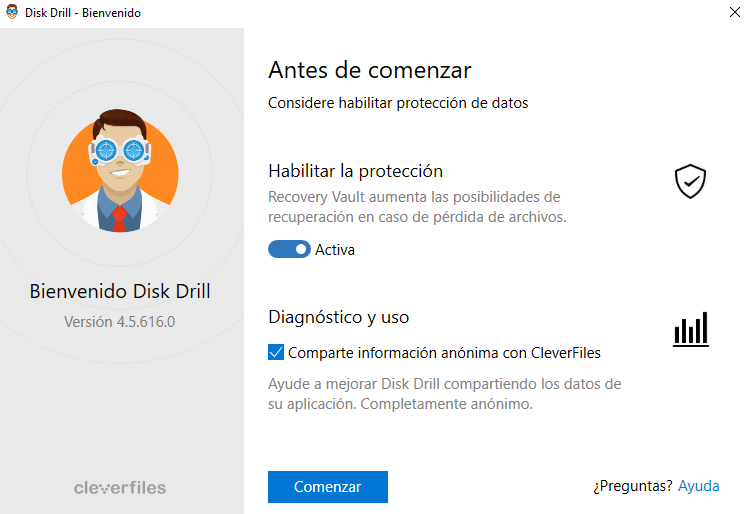 Disk Drill - Bienvenido
Antes de comenzar
Considere habilitar protección de datos
Habilitar la protección
Recovery Vault aumenta las posibilidades de
recuperación en caso de pérdida de archivos.
Activa
Bienvenido Disk Drill
Versión 4.5.616.0
Diagnóstico y uso
Comparte información anónima con CleverFiles
Ayude a mejorar Disk Drill compartiendo los datos de
su aplicación. Completamente anónimo.
cleverfiles
Comenzar
¿Preguntas? Ayuda